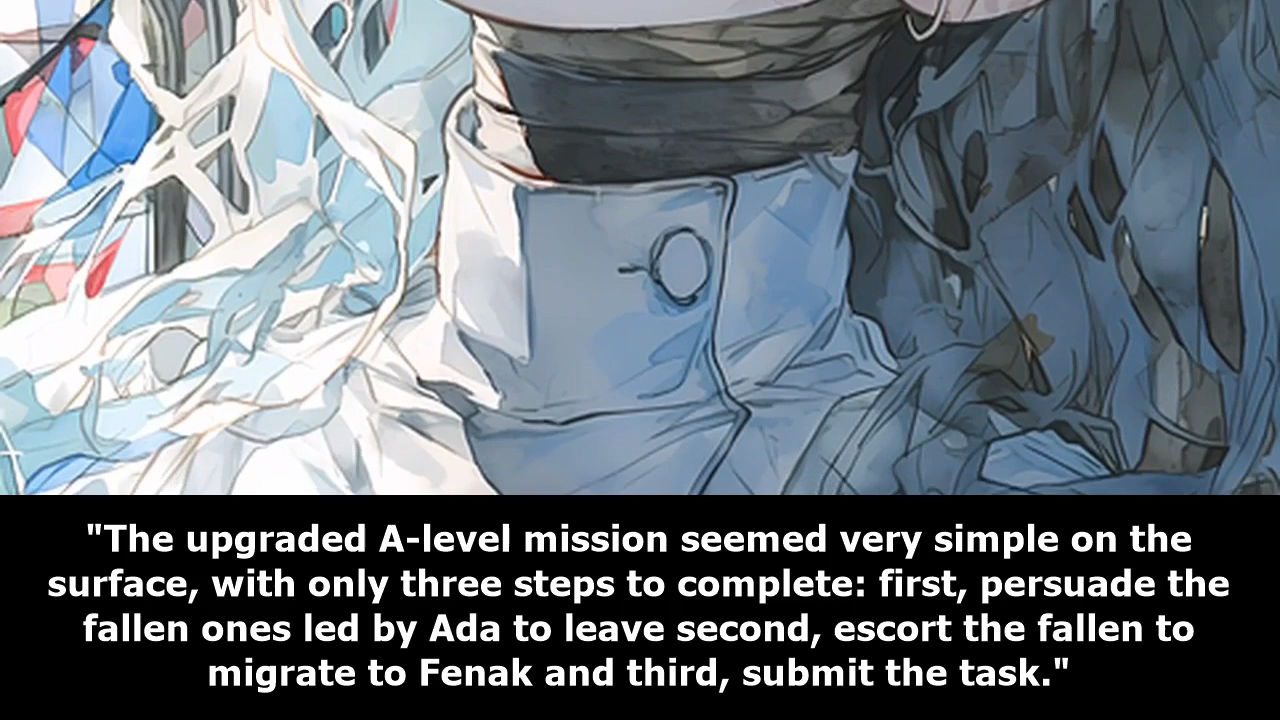 "The upgraded A-level mission seemed very simple on the
surface, with only three steps to complete: first, persuade the
fallen ones led by Ada to leave second, escort the fallen to
migrate to Fenak and third, submit the task."